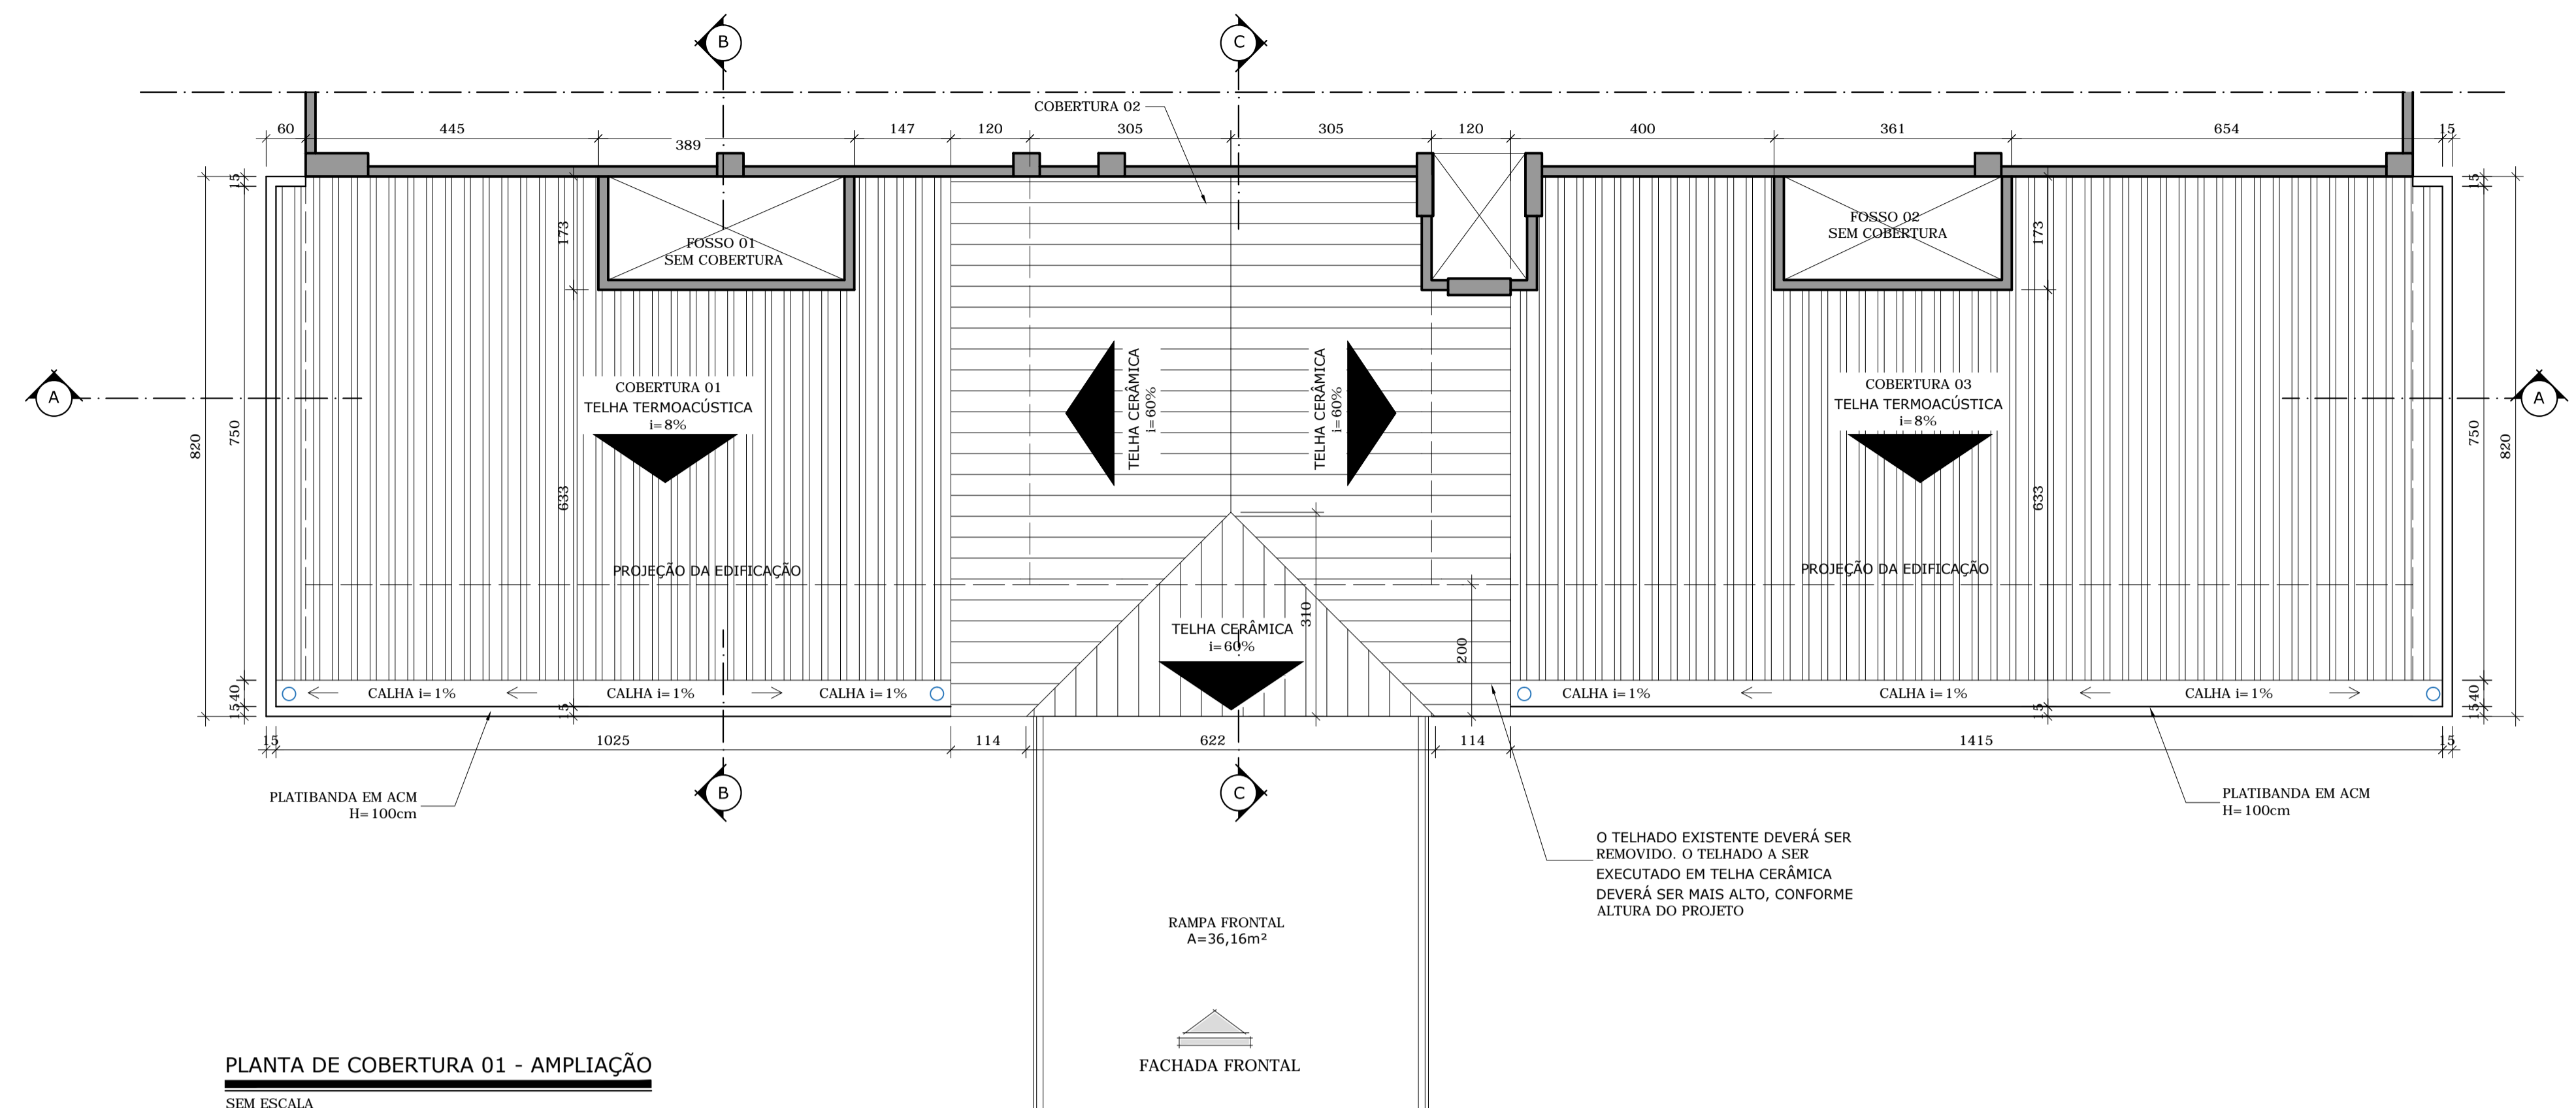 B
C
COBERTURA 02
60
445
389
147
120
305
305
120
400
361
654
15
15
15
173
173
FOSSO 01
SEM COBERTURA
FOSSO 02
SEM COBERTURA
A
A
820
750
750
820
COBERTURA 01
TELHA TERMOACÚSTICA
i=8%
TELHA CERÂMICA
i=60%
TELHA CERÂMICA
i=60%
COBERTURA 03
TELHA TERMOACÚSTICA
i=8%
633
633
PROJEÇÃO DA EDIFICAÇÃO
PROJEÇÃO DA EDIFICAÇÃO
310
200
TELHA CERÂMICA
i=60%
40
15
15
CALHA i=1%
CALHA i=1%
CALHA i=1%
CALHA i=1%
CALHA i=1%
CALHA i=1%
40
15
15
15
1025
114
622
114
1415
15
PLATIBANDA EM ACM
H=100cm
B
C
PLATIBANDA EM ACM
H=100cm
O TELHADO EXISTENTE DEVERÁ SER
REMOVIDO. O TELHADO A SER
EXECUTADO EM TELHA CERÂMICA
DEVERÁ SER MAIS ALTO, CONFORME
ALTURA DO PROJETO
RAMPA FRONTAL
A=36,16m²
FACHADA FRONTAL
PLANTA DE COBERTURA 01 - AMPLIAÇÃO
SEM ESCALA